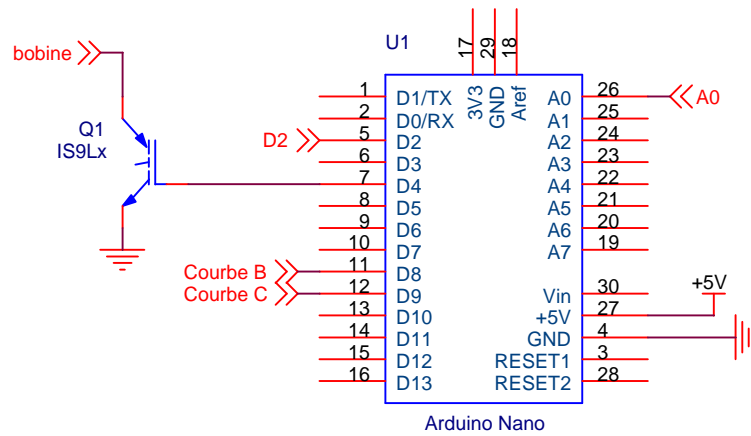 bobine
Q1
IS9Lx
D2
Courbe B
Courbe C
U1
17 3V3
29 GND
18 Aref
1 D1/TX
2 D0/RX
5 D2
6 D3
7 D4
8 D5
9 D6
10 D7
11 D8
12 D9
13 D10
14 D11
15 D12
16 D13
A0 26
A1 25
A2 24
A3 23
A4 22
A5 21
A6 20
A7 19
Vin 30
+5V 27
GND 4
RESET1 3
RESET2 28
A0
+5V
Arduino Nano